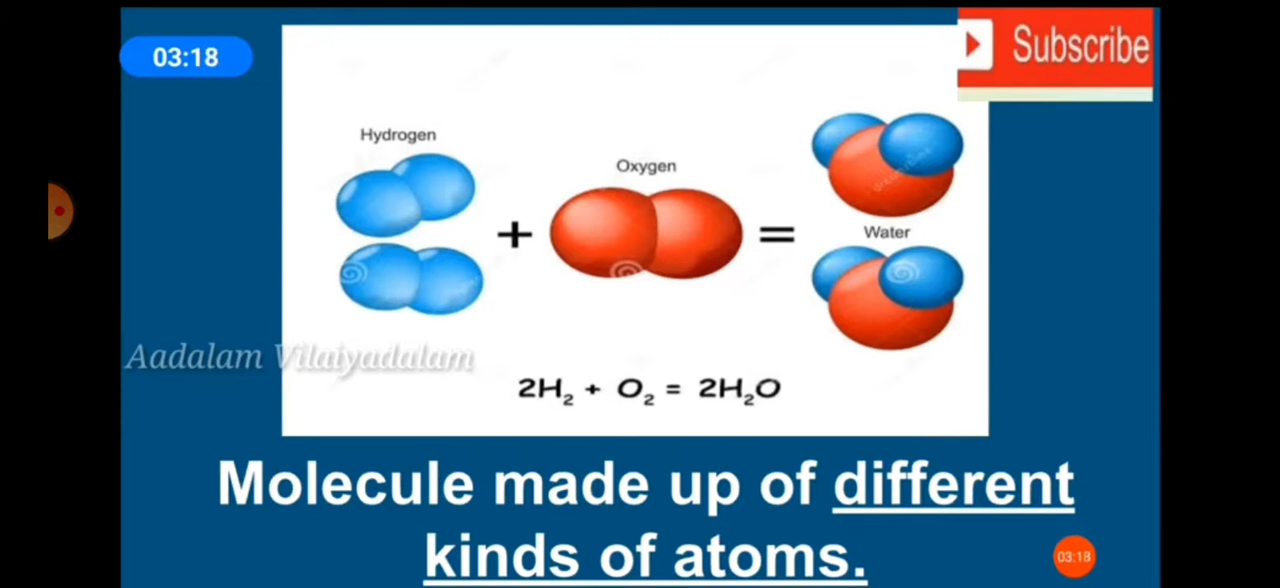 03:18
Subscribe
Hydrogen
Oxygen
Water
Aadalam Vilaiyadalam
2H₂ + O₂ = 2H₂O
Molecule made up of different
kinds of atoms.
03:18